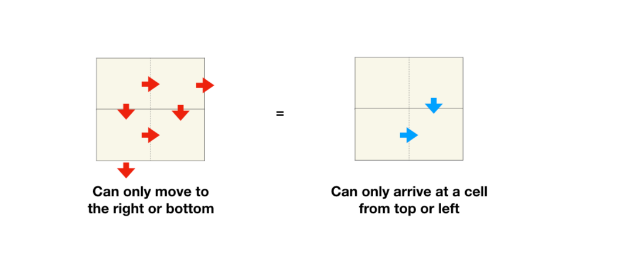 =
Can only move to
the right or bottom
Can only arrive at a cell
from top or left